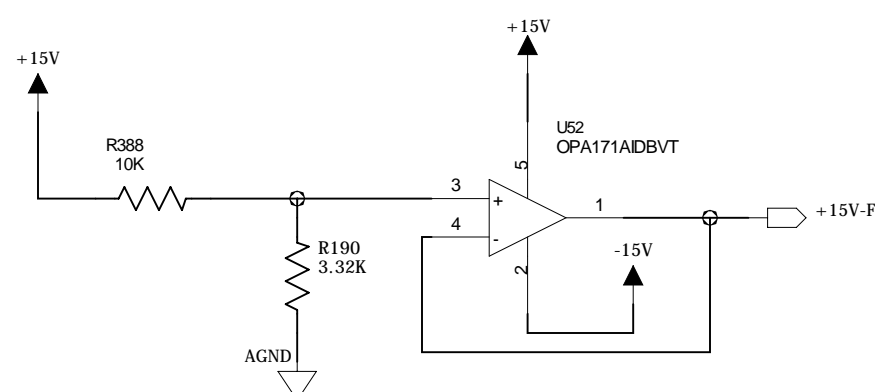 +15V
+15V
R388
10K
U52
OPA171AIDBVT
5
3
+
1
4
-
+15V-F
R190
3.32K
-15V
2
AGND